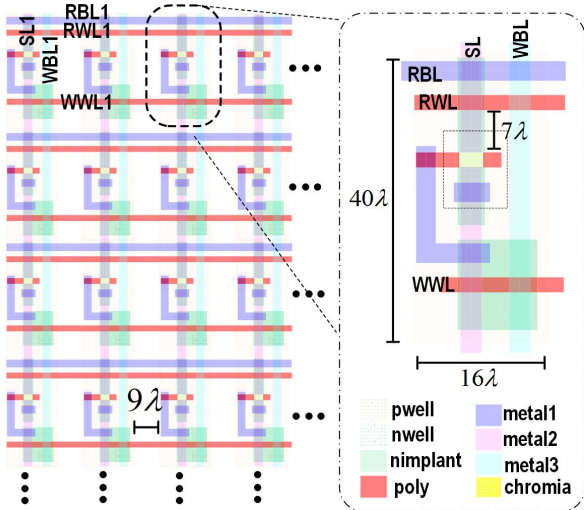 RBL1
RWL1
SL1
WBL1
WWL1
9λ
SL
WBL
RBL
RWL
7λ
40λ
WWL
16λ
pwell
nwell
nimplant
poly
metal1
metal2
metal3
chromia